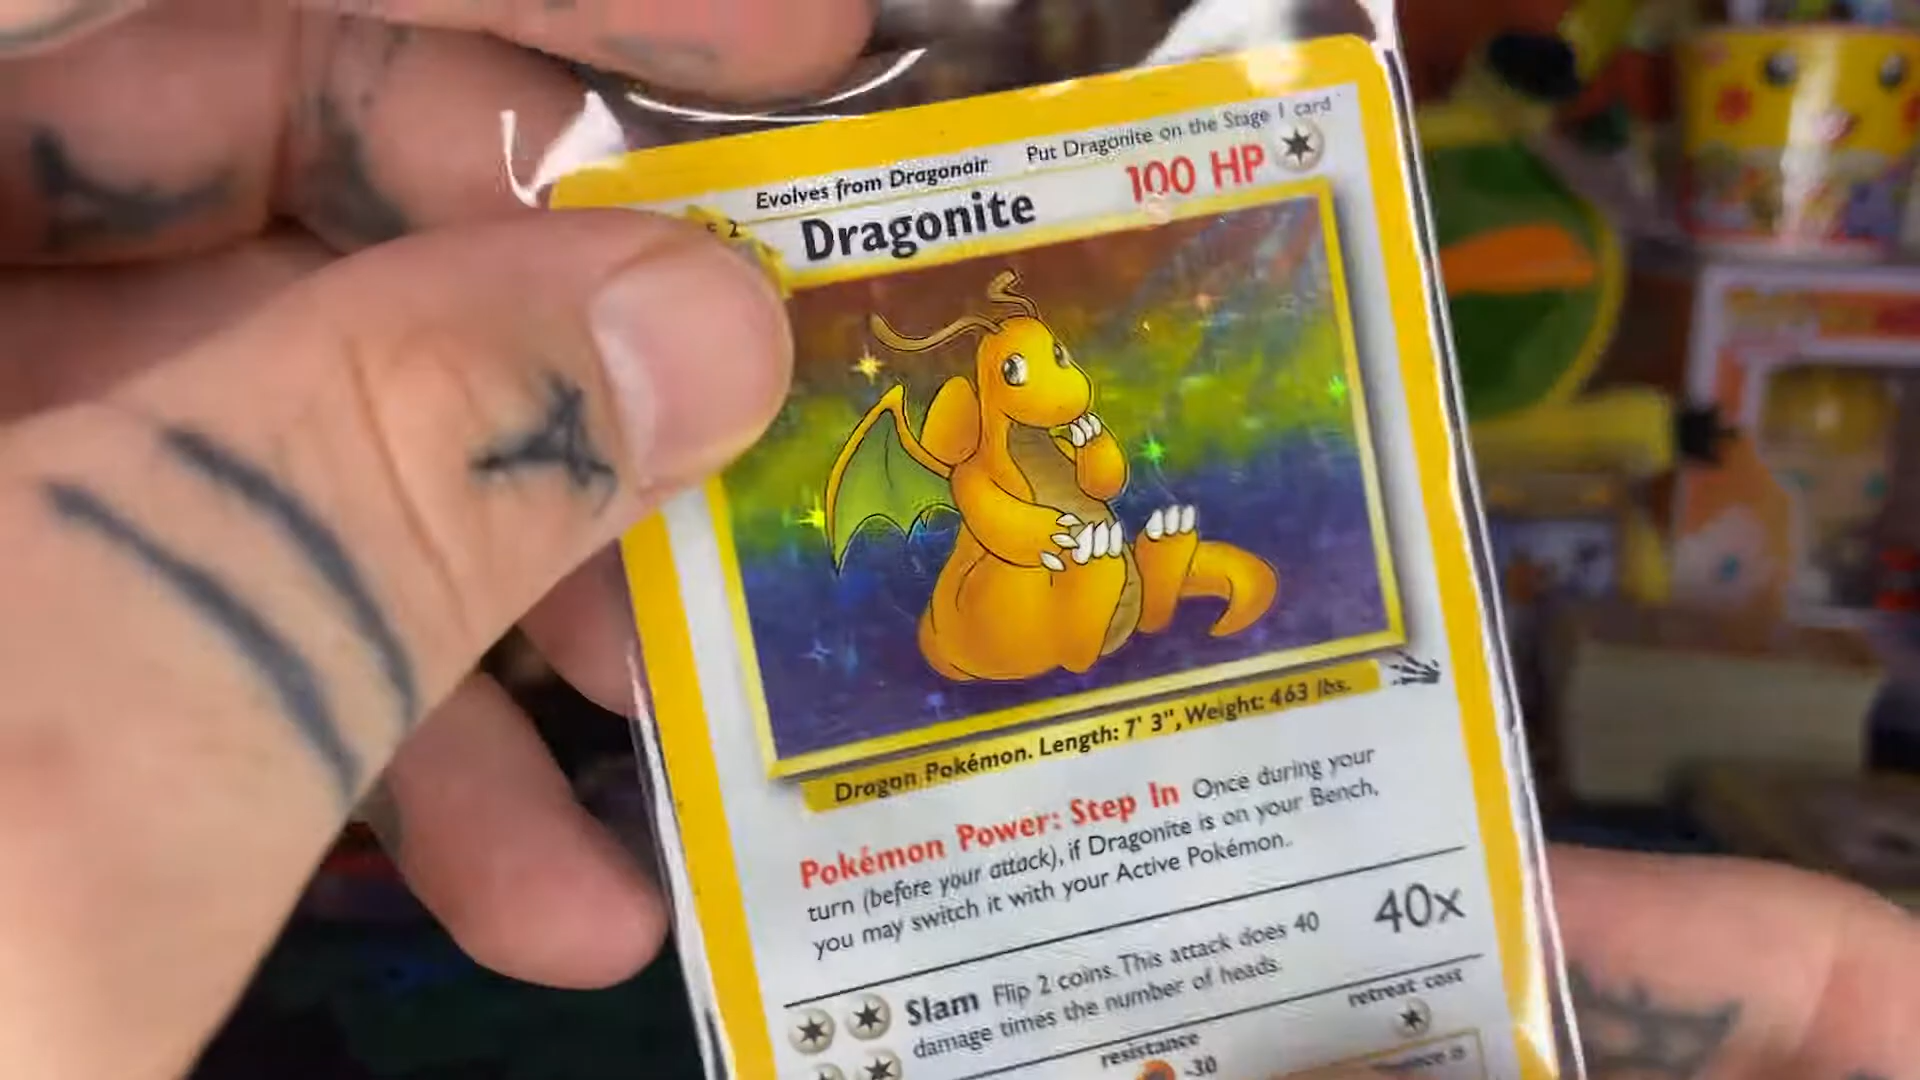 Put Dragonite on the Stage 1 card
Evolves from Dragonair
2
Dragonite 100 HP
Dragon Pokémon. Length: 7' 3", Weight: 463 lbs.
Pokémon Power: Step In Once during your
turn (before your attack), if Dragonite is on your Bench,
you may switch it with your Active Pokémon.
Slam Flip 2 coins. This attack does 40
damage times the number of heads.
40x
resistance
-30
retreat cost